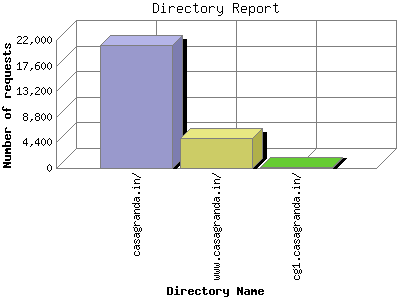 Directory Report
Number of requests
22,000
17,600
13,200
8,800
4,400
0
casagranda.in/
www.casagranda.in/
cg1.casagranda.in/
Directory Name